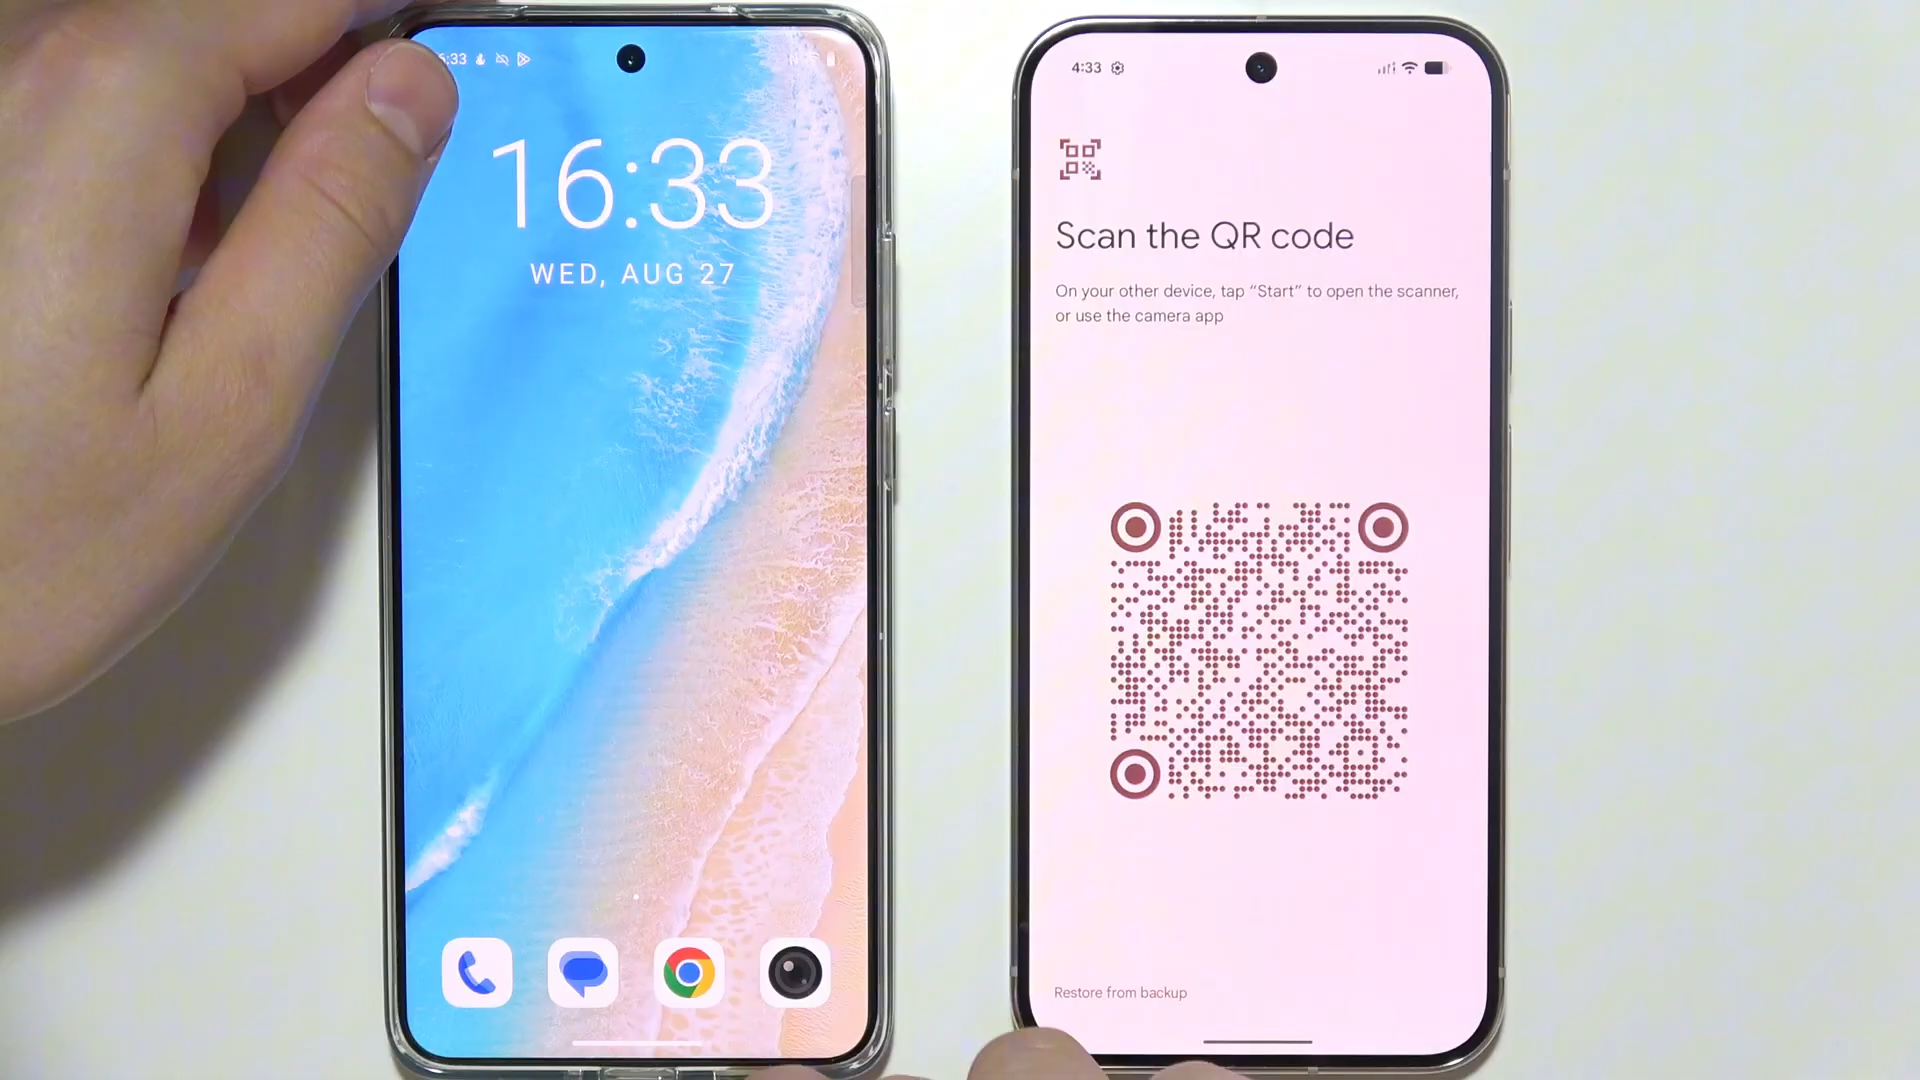 :33
16:33
WED, AUG 27
4:33
Scan the QR code
On your other device, tap “Start” to open the scanner,
or use the camera app
Restore from backup